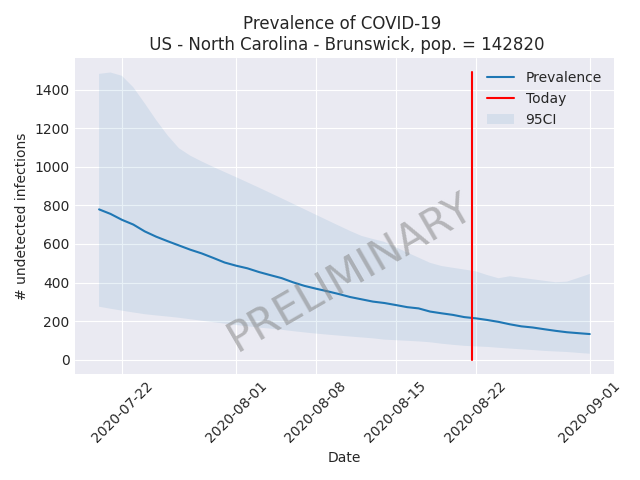 Prevalence of COVID-19
US - North Carolina - Brunswick, pop. = 142820
# undetected infections
1400
1200
1000
800
600
400
200
0
Prevalence
Today
95CI
PRELIMINARY
2020-07-22
2020-08-01
2020-08-08
2020-08-15
2020-08-22
2020-09-01
Date